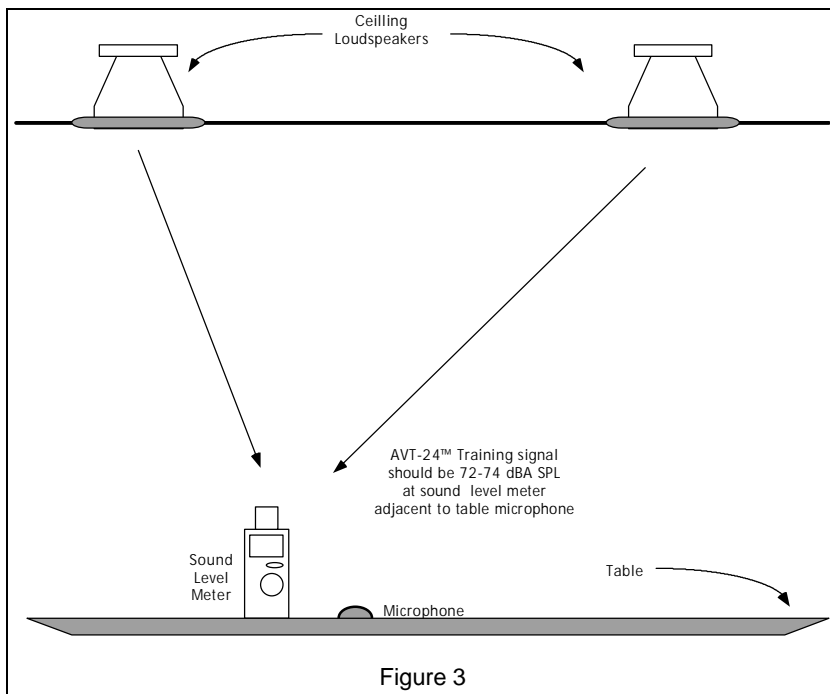 Ceilling
Loudspeakers
AVT-24™ Training signal
should be 72-74 dBA SPL
at sound level meter
adjacent to table microphone
Sound
Level
Meter
Microphone
Table
Figure 3